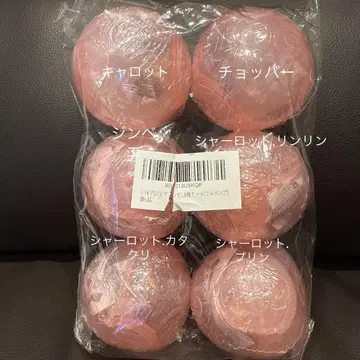 キャロット
チョッパー
ジンベ
エ
シャーロット.リンリン
新品
シャーロット.カタ
クリ
シャーロット.
プリン